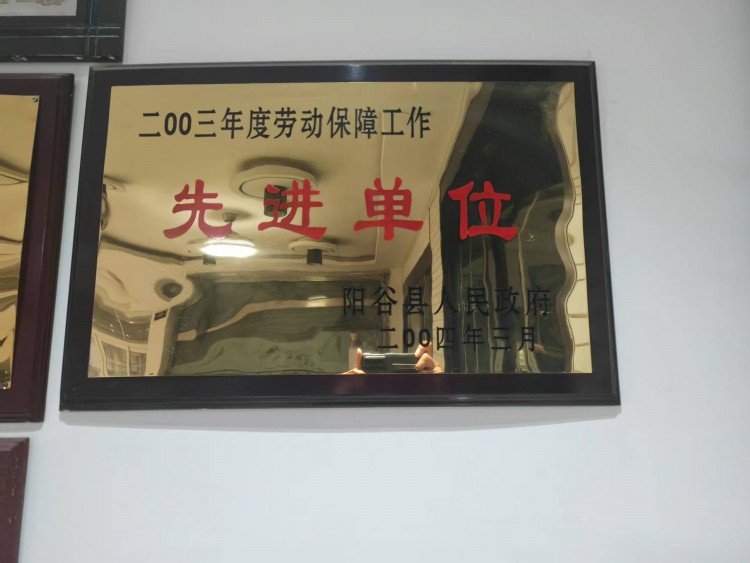 二00三年度劳动保障工作
先进单位
阳谷县人民政府
二00四年三月